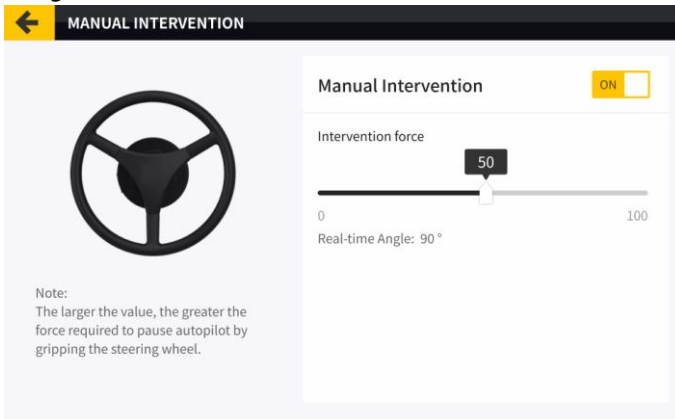 MANUAL INTERVENTION
Manual Intervention
ON
Intervention force
50
0
100
Real-time Angle: 90 °
Note:
The larger the value, the greater the
force required to pause autopilot by
gripping the steering wheel.